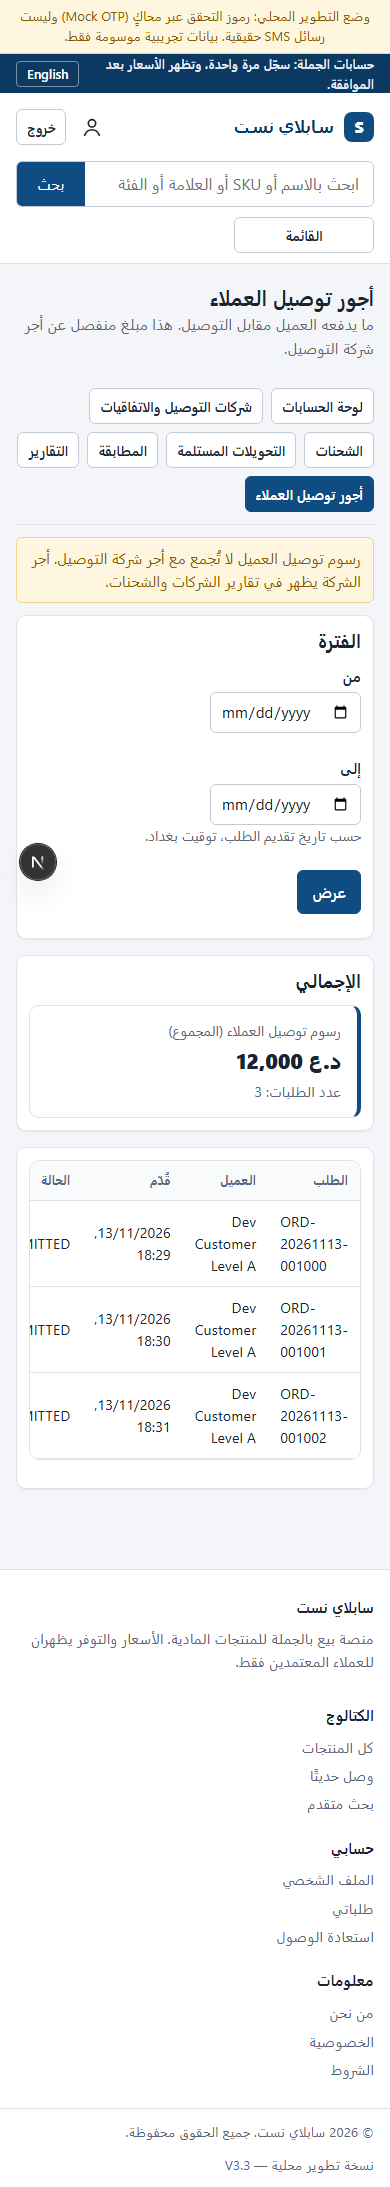 وضع التطوير المحلي: رموز التحقق عبر محاكٍ (Mock OTP) وليست
رسائل SMS حقيقية. بيانات تجريبية موسومة فقط.
حسابات الجملة: سجّل مرة واحدة، وتظهر الأسعار بعد
الموافقة.
English
S
سابلاي نست
خروج
ابحث بالاسم أو SKU أو العلامة أو الفئة
بحث
القائمة
أجور توصيل العملاء
ما يدفعه العميل مقابل التوصيل. هذا مبلغ منفصل عن أجر
شركة التوصيل.
لوحة الحسابات
شركات التوصيل والاتفاقيات
الشحنات
التحويلات المستلمة
المطابقة
التقارير
أجور توصيل العملاء
رسوم توصيل العميل لا تُجمع مع أجر شركة التوصيل. أجر
الشركة يظهر في تقارير الشركات والشحنات.
الفترة
من
mm/dd/yyyy
إلى
mm/dd/yyyy
حسب تاريخ تقديم الطلب، توقيت بغداد.
عرض
N
الإجمالي
رسوم توصيل العملاء (المجموع)
12,000 د.ع
عدد الطلبات: 3
الطلب العميل قُدّم الحالة
ORD-
20261113-
001000
Dev
Customer
Level A
13/11/2026,
18:29
MITTED
ORD-
20261113-
001001
Dev
Customer
Level A
13/11/2026,
18:30
MITTED
ORD-
20261113-
001002
Dev
Customer
Level A
13/11/2026,
18:31
MITTED
سابلاي نست
منصة بيع بالجملة للمنتجات المادية. الأسعار والتوفر يظهران
للعملاء المعتمدين فقط.
الكتالوج
كل المنتجات
وصل حديثًا
بحث متقدم
حسابي
الملف الشخصي
طلباتي
استعادة الوصول
معلومات
من نحن
الخصوصية
الشروط
© 2026 سابلاي نست. جميع الحقوق محفوظة.
نسخة تطوير محلية — V3.3